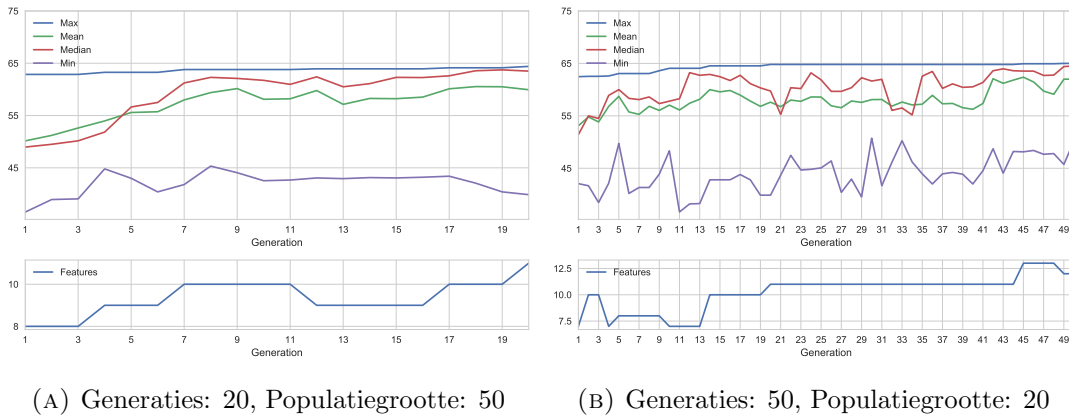 75
65
55
45
Max
Mean
Median
Min
1 3 5 7 9 11 13 15 17 19
Generation
10
8
Features
1 3 5 7 9 11 13 15 17 19
Generation
(A) Generaties: 20, Populatiegrootte: 50
75
65
55
45
Max
Mean
Median
Min
1 3 5 7 9 11 13 15 17 19 21 23 25 27 29 31 33 35 37 39 41 43 45 47 49
Generation
12.5
10.0
7.5
Features
1 3 5 7 9 11 13 15 17 19 21 23 25 27 29 31 33 35 37 39 41 43 45 47 49
Generation
(B) Generaties: 50, Populatiegrootte: 20